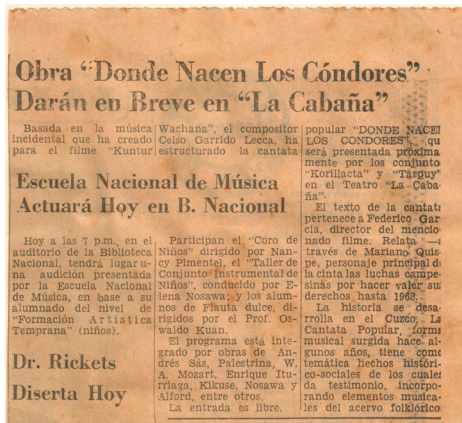 Obra "Donde Nacen Los Cóndores"
Darán en Breve en "La Cabaña"
Basada en la música
incidental que ha creado
para el filme "Kuntur
Wachana", el compositor
Celso Garrido Lecca, ha
estructurado la cantata
popular "DONDE NACEN
LOS CONDORES", qu
será presentada próxima
mente por los conjunto
"Korillacta" y "Tarpuy"
en el Teatro "La Caba
ña".
El texto de la cantata
pertenece a Federico Gar
cía, director del mencio
nado filme. Relata —a
través de Mariano Quis
pe, personaje principal d
la cinta las luchas campe
sinas por hacer valer su
derechos hasta 1968.
La historia se desa
rrolla en el Cuzco. La
Cantata Popular, forma
musical surgida hace al
gunos años, tiene com
temática hechos históri
co-sociales de los cuales
da testimonio, incorpo
rando elementos musica
les del acervo folklórico
Escuela Nacional de Música
Actuará Hoy en B. Nacional
Hoy a las 7 p.m., en el
auditorio de la Biblioteca
Nacional, tendrá lugar
una audición presentada
por la Escuela Nacional
de Música, en base a su
alumnado del nivel de
"Formación Artística
Temprana" (niños).
Participan el "Coro de
Niños" dirigido por Nan-
cy Pimentel, el "Taller de
Conjunto Instrumental de
Niños", conducido por E-
lena Nosawa; y los alum-
nos de Flauta dulce, di-
rigidos por el Prof. Os-
waldo Kuan.
El programa está in-
tegrado por obras de An-
drés Sás, Palestrina, W.
A. Mozart, Enrique Itu-
rriaga, Kikuse, Nosawa y
Alford, entre otros.
La entrada es libre.
Dr. Rickets
Diserta Hoy